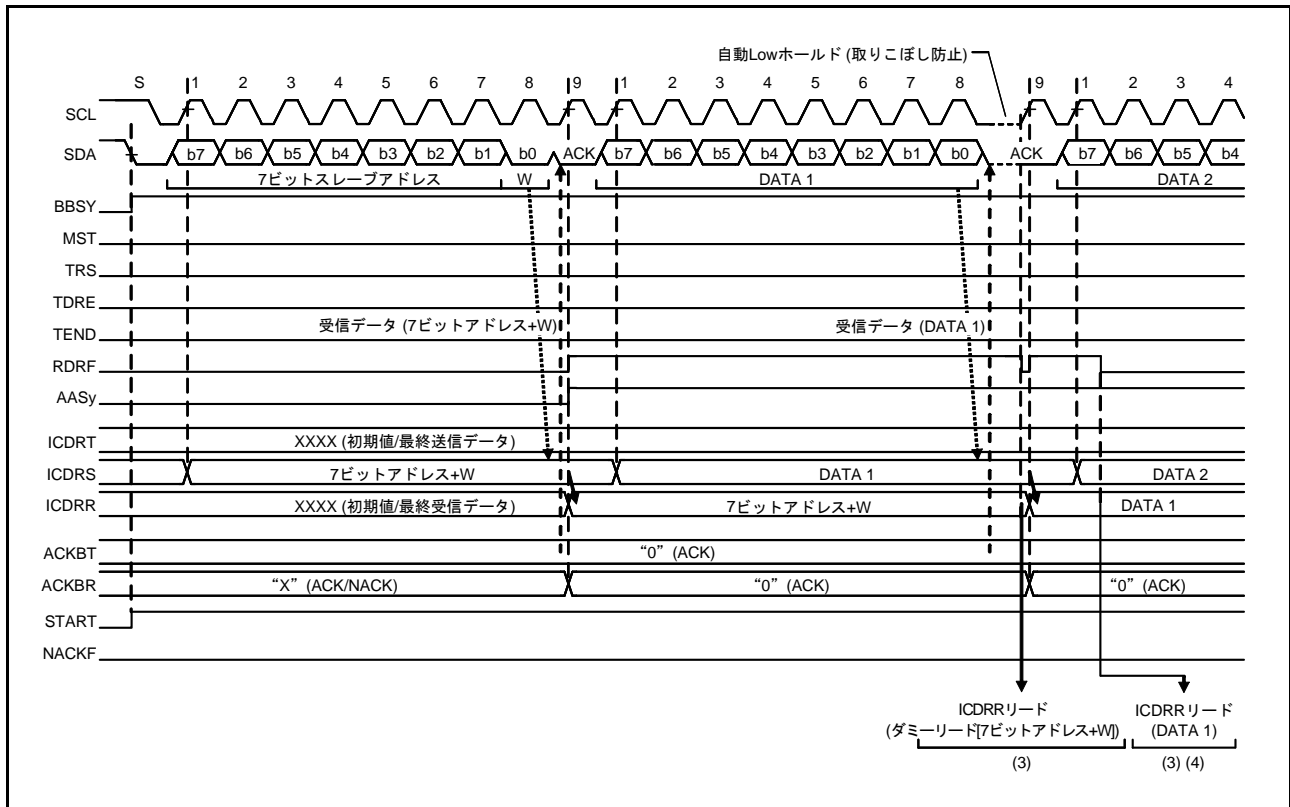 自動Lowホールド (取りこぼし防止)
S 1 2 3 4 5 6 7 8 9 1 2 3 4 5 6 7 8 9 1 2 3 4
SCL
SDA b7 b6 b5 b4 b3 b2 b1 b0 ACK b7 b6 b5 b4 b3 b2 b1 b0 ACK b7 b6 b5 b4
7ビットスレーブアドレス W DATA 1 DATA 2
BBSY
MST
TRS
TDRE
受信データ (7ビットアドレス+W) 受信データ (DATA 1)
TEND
RDRF
AASy
ICDRT XXXX (初期値/最終送信データ)
ICDRS 7ビットアドレス+W DATA 1 DATA 2
ICDRR XXXX (初期値/最終受信データ) 7ビットアドレス+W DATA 1
ACKBT “0” (ACK)
ACKBR “X” (ACK/NACK) “0” (ACK) “0” (ACK)
START
NACKF
ICDRRリード ICDRRリード
(ダミーリード[7ビットアドレス+W]) (DATA 1)
(3) (3) (4)